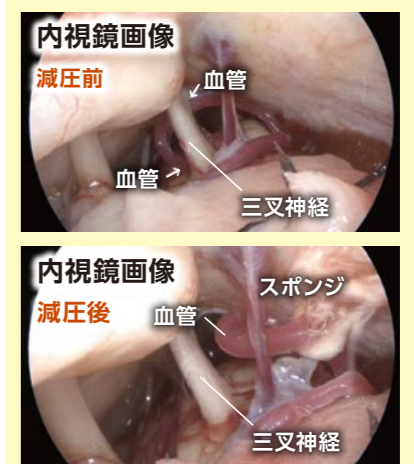 内視鏡画像
減圧前
血管
血管
三叉神経
内視鏡画像
減圧後
スポンジ
血管
三叉神経